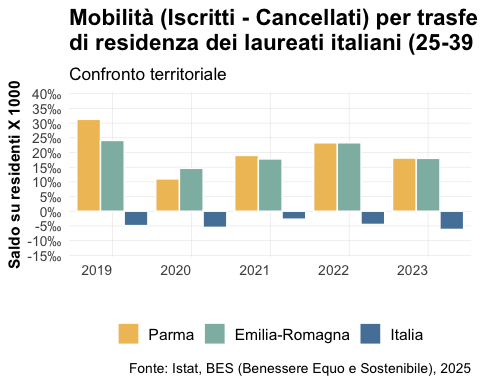 Mobilità (Iscritti - Cancellati) per trasfe
di residenza dei laureati italiani (25-39
Confronto territoriale
Saldo su residenti X 1000
40‰
35‰
30‰
25‰
20‰
15‰
10‰
5‰
0‰
-5‰
-10‰
-15‰
2019 2020 2021 2022 2023
Parma Emilia-Romagna Italia
Fonte: Istat, BES (Benessere Equo e Sostenibile), 2025